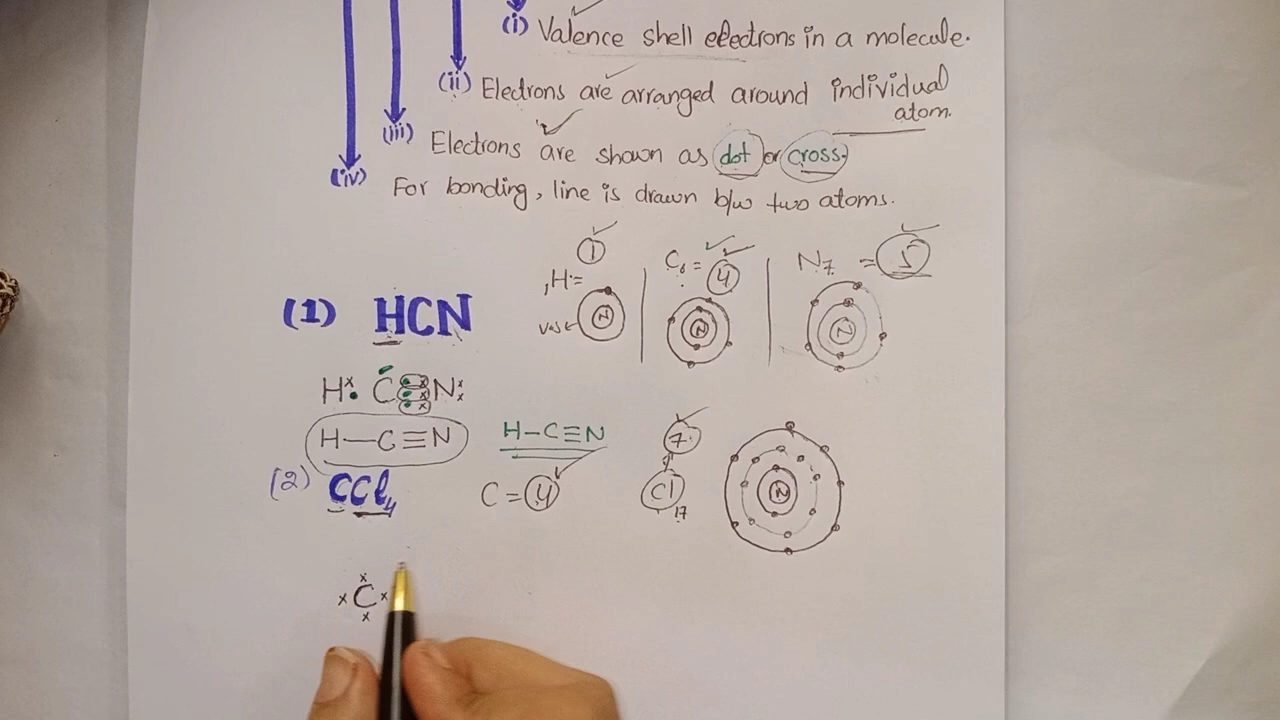 (i) Valence shell electrons in a molecule.
(ii) Electrons are arranged around individual
atom.
(iii) Electrons are shown as dot or cross.
(iv) For bonding, line is drawn b/w two atoms.
1
₁H:= C₆= 4 N₇ = 5
N N N
(1) HCN
H C N
H-C≡N H-C≡N 7
(2) CCl₄ C=4 Cl₁₇ N
x
x C x
x